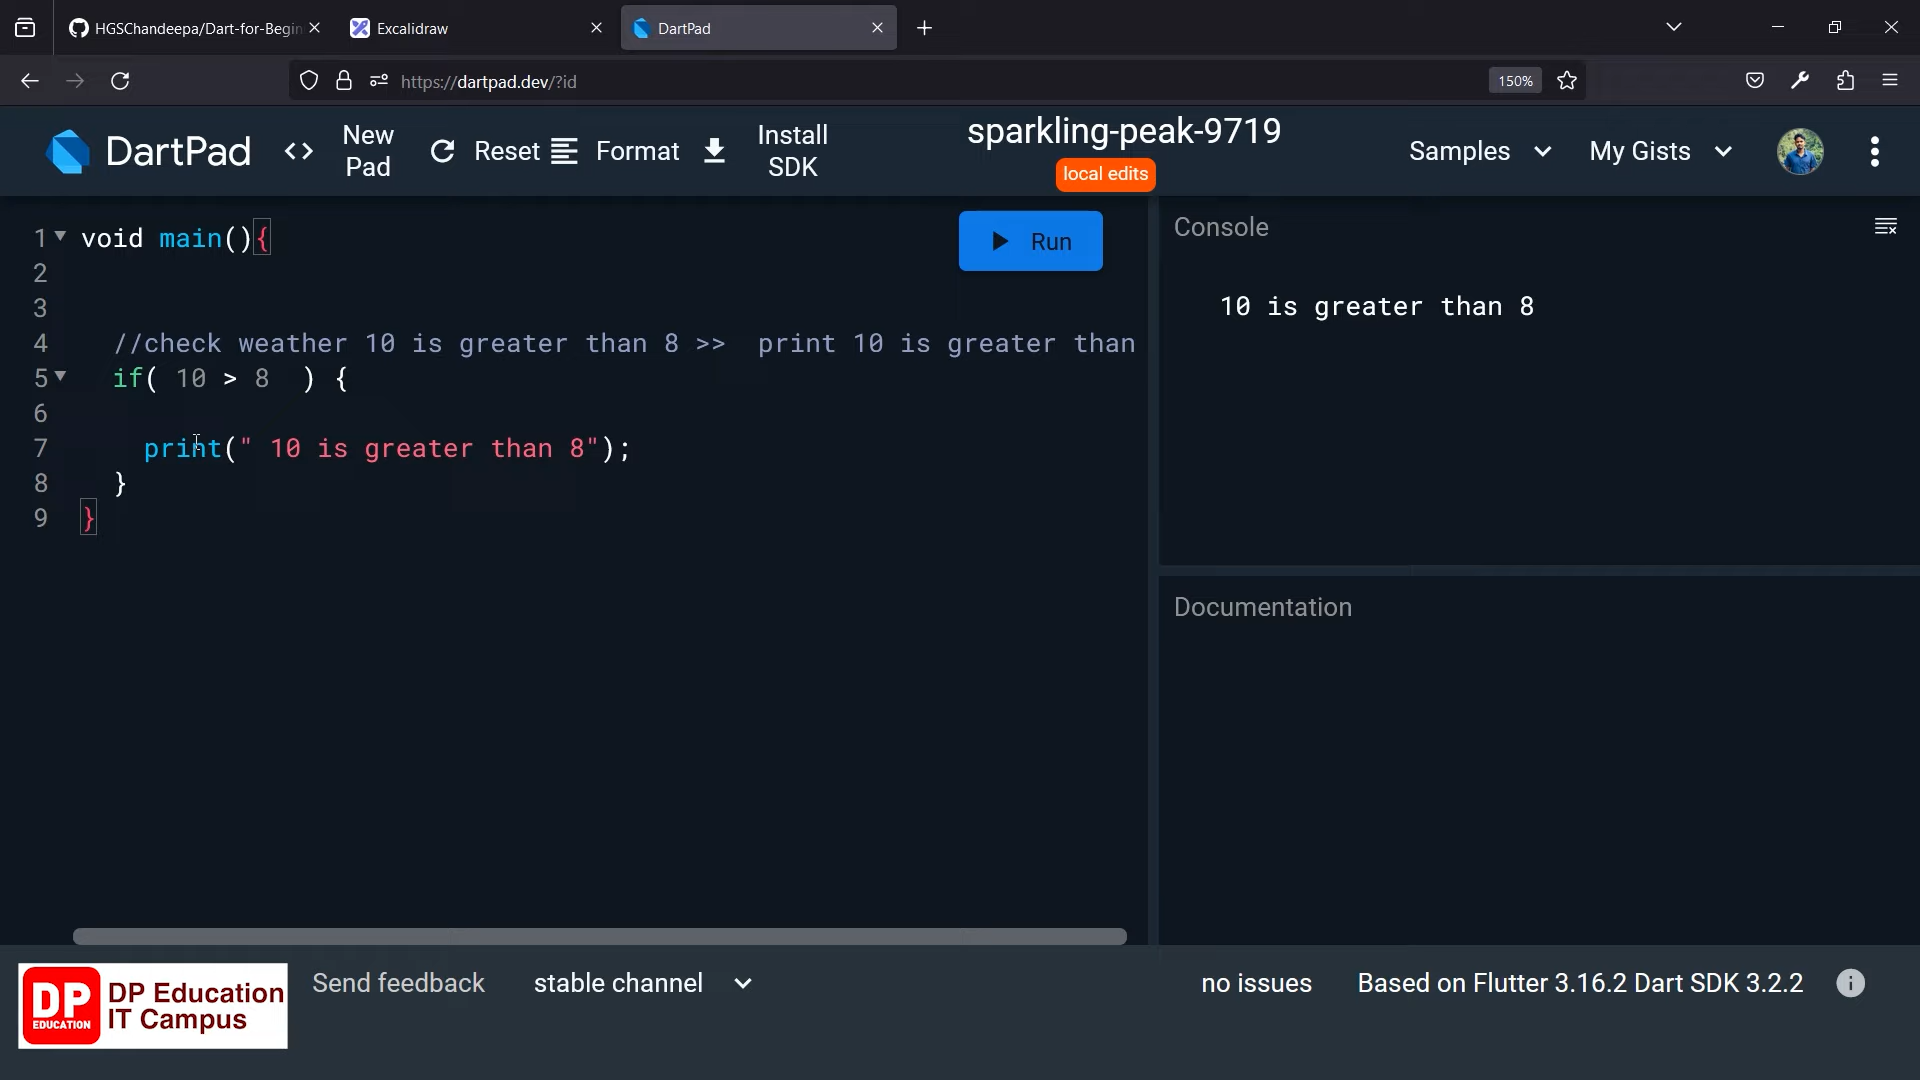 HGSChandeepa/Dart-for-Begin
Excalidraw
DartPad
https://dartpad.dev/?id
150%
DartPad
<> New Pad
Reset
Format
Install SDK
sparkling-peak-9719
local edits
Samples
My Gists
Run
1 void main(){
2
3
4 //check weather 10 is greater than 8 >>  print 10 is greater than
5 if( 10 > 8  ) {
6
7 print(" 10 is greater than 8");
8 }
9 }
Console
10 is greater than 8
Documentation
DP EDUCATION
DP Education
IT Campus
Send feedback
stable channel
no issues
Based on Flutter 3.16.2 Dart SDK 3.2.2